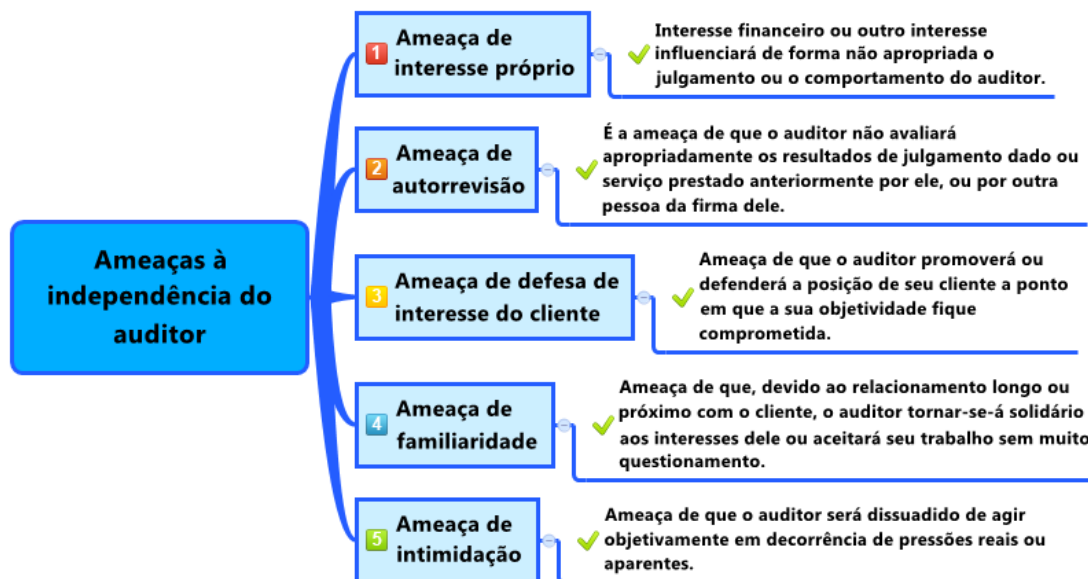 Ameaças à
independência do
auditor
1
Ameaça de
interesse próprio
Interesse financeiro ou outro interesse
influenciará de forma não apropriada o
julgamento ou o comportamento do auditor.
2
Ameaça de
autorrevisão
É a ameaça de que o auditor não avaliará
apropriadamente os resultados de julgamento dado ou
serviço prestado anteriormente por ele, ou por outra
pessoa da firma dele.
3
Ameaça de defesa de
interesse do cliente
Ameaça de que o auditor promoverá ou
defenderá a posição de seu cliente a ponto
em que a sua objetividade fique
comprometida.
4
Ameaça de
familiaridade
Ameaça de que, devido ao relacionamento longo ou
próximo com o cliente, o auditor tornar-se-á solidário
aos interesses dele ou aceitará seu trabalho sem muito
questionamento.
5
Ameaça de
intimidação
Ameaça de que o auditor será dissuadido de agir
objetivamente em decorrência de pressões reais ou
aparentes.